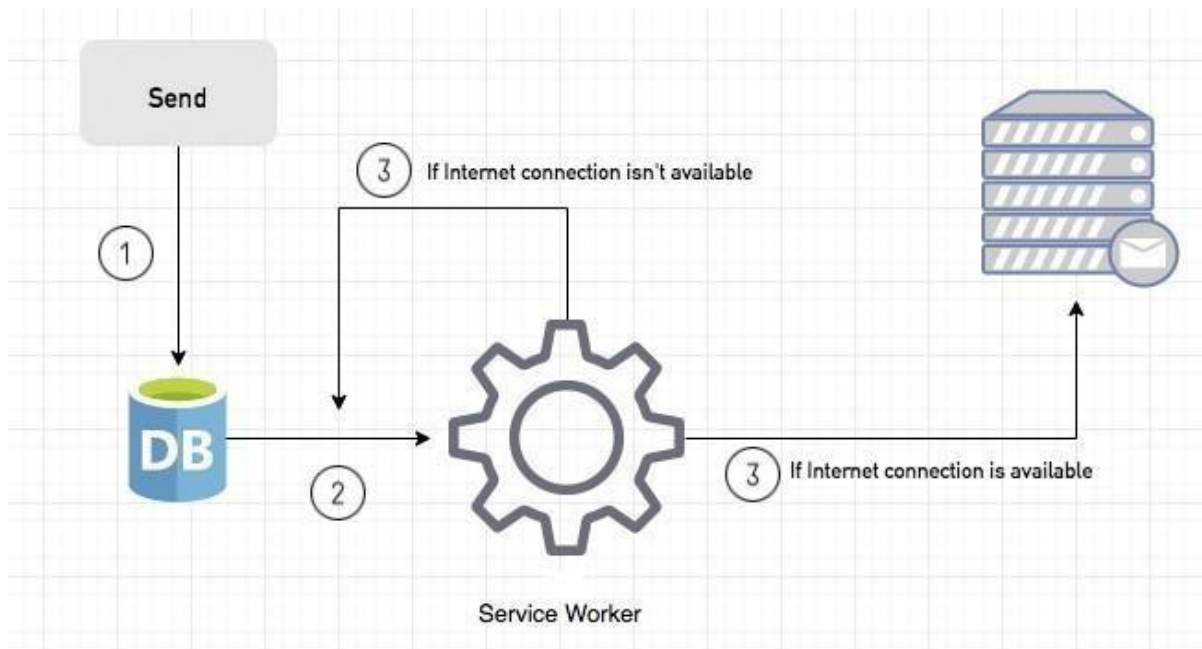 Send
3 If Internet connection isn't available
1
DB
2
3 If Internet connection is available
Service Worker